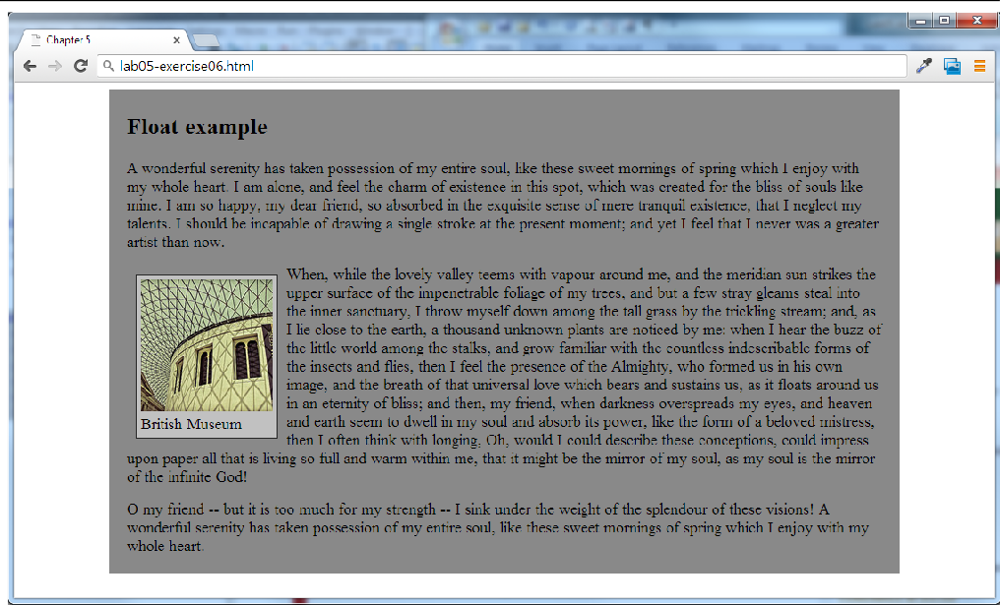 Chapter 5
lab05-exercise06.html
Float example
A wonderful serenity has taken possession of my entire soul, like these sweet mornings of spring which I enjoy with
my whole heart. I am alone, and feel the charm of existence in this spot, which was created for the bliss of souls like
mine. I am so happy, my dear friend, so absorbed in the exquisite sense of mere tranquil existence, that I neglect my
talents. I should be incapable of drawing a single stroke at the present moment; and yet I feel that I never was a greater
artist than now.
When, while the lovely valley teems with vapour around me, and the meridian sun strikes the
upper surface of the impenetrable foliage of my trees, and but a few stray gleams steal into
the inner sanctuary, I throw myself down among the tall grass by the trickling stream; and, as
I lie close to the earth, a thousand unknown plants are noticed by me: when I hear the buzz of
the little world among the stalks, and grow familiar with the countless indescribable forms of
the insects and flies, then I feel the presence of the Almighty, who formed us in his own
image, and the breath of that universal love which bears and sustains us, as it floats around us
in an eternity of bliss; and then, my friend, when darkness overspreads my eyes, and heaven
and earth seem to dwell in my soul and absorb its power, like the form of a beloved mistress,
then I often think with longing, Oh, would I could describe these conceptions, could impress
upon paper all that is living so full and warm within me, that it might be the mirror of my soul, as my soul is the mirror
of the infinite God!
British Museum
O my friend -- but it is too much for my strength -- I sink under the weight of the splendour of these visions! A
wonderful serenity has taken possession of my entire soul, like these sweet mornings of spring which I enjoy with my
whole heart.